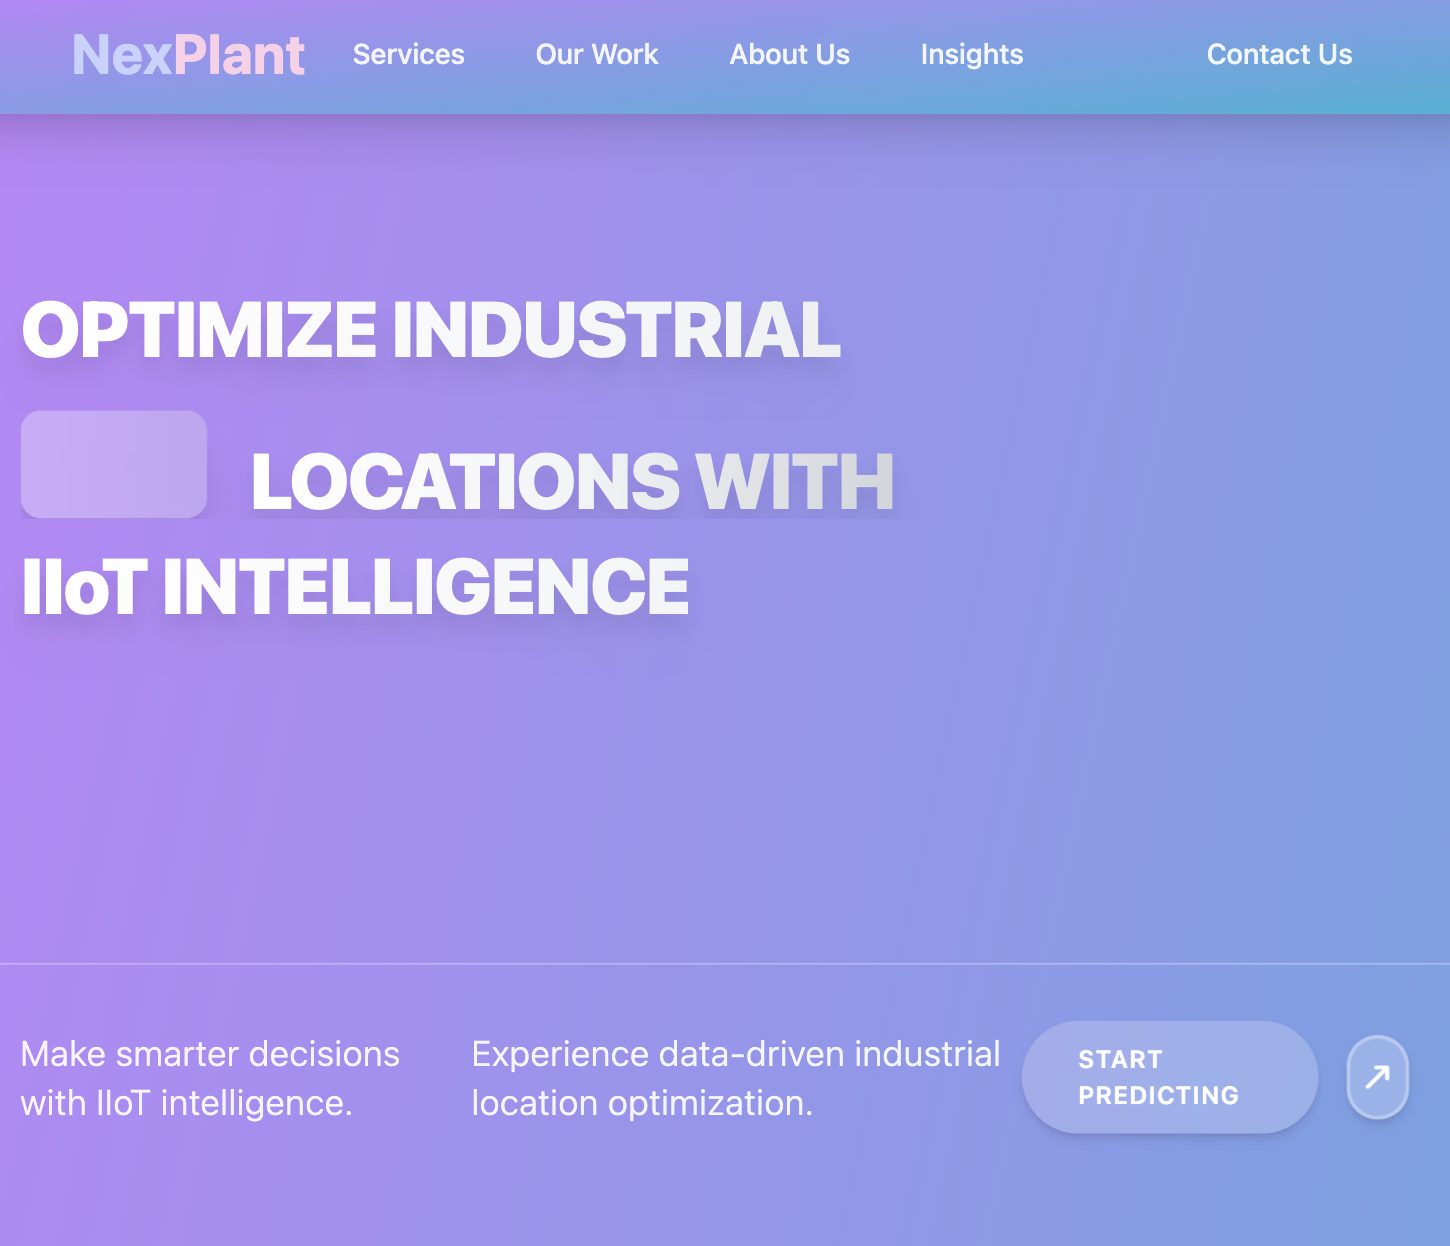 NexPlant Services Our Work About Us Insights Contact Us
OPTIMIZE INDUSTRIAL
LOCATIONS WITH
IIoT INTELLIGENCE
Make smarter decisions
with IIoT intelligence.
Experience data-driven industrial
location optimization.
START
PREDICTING